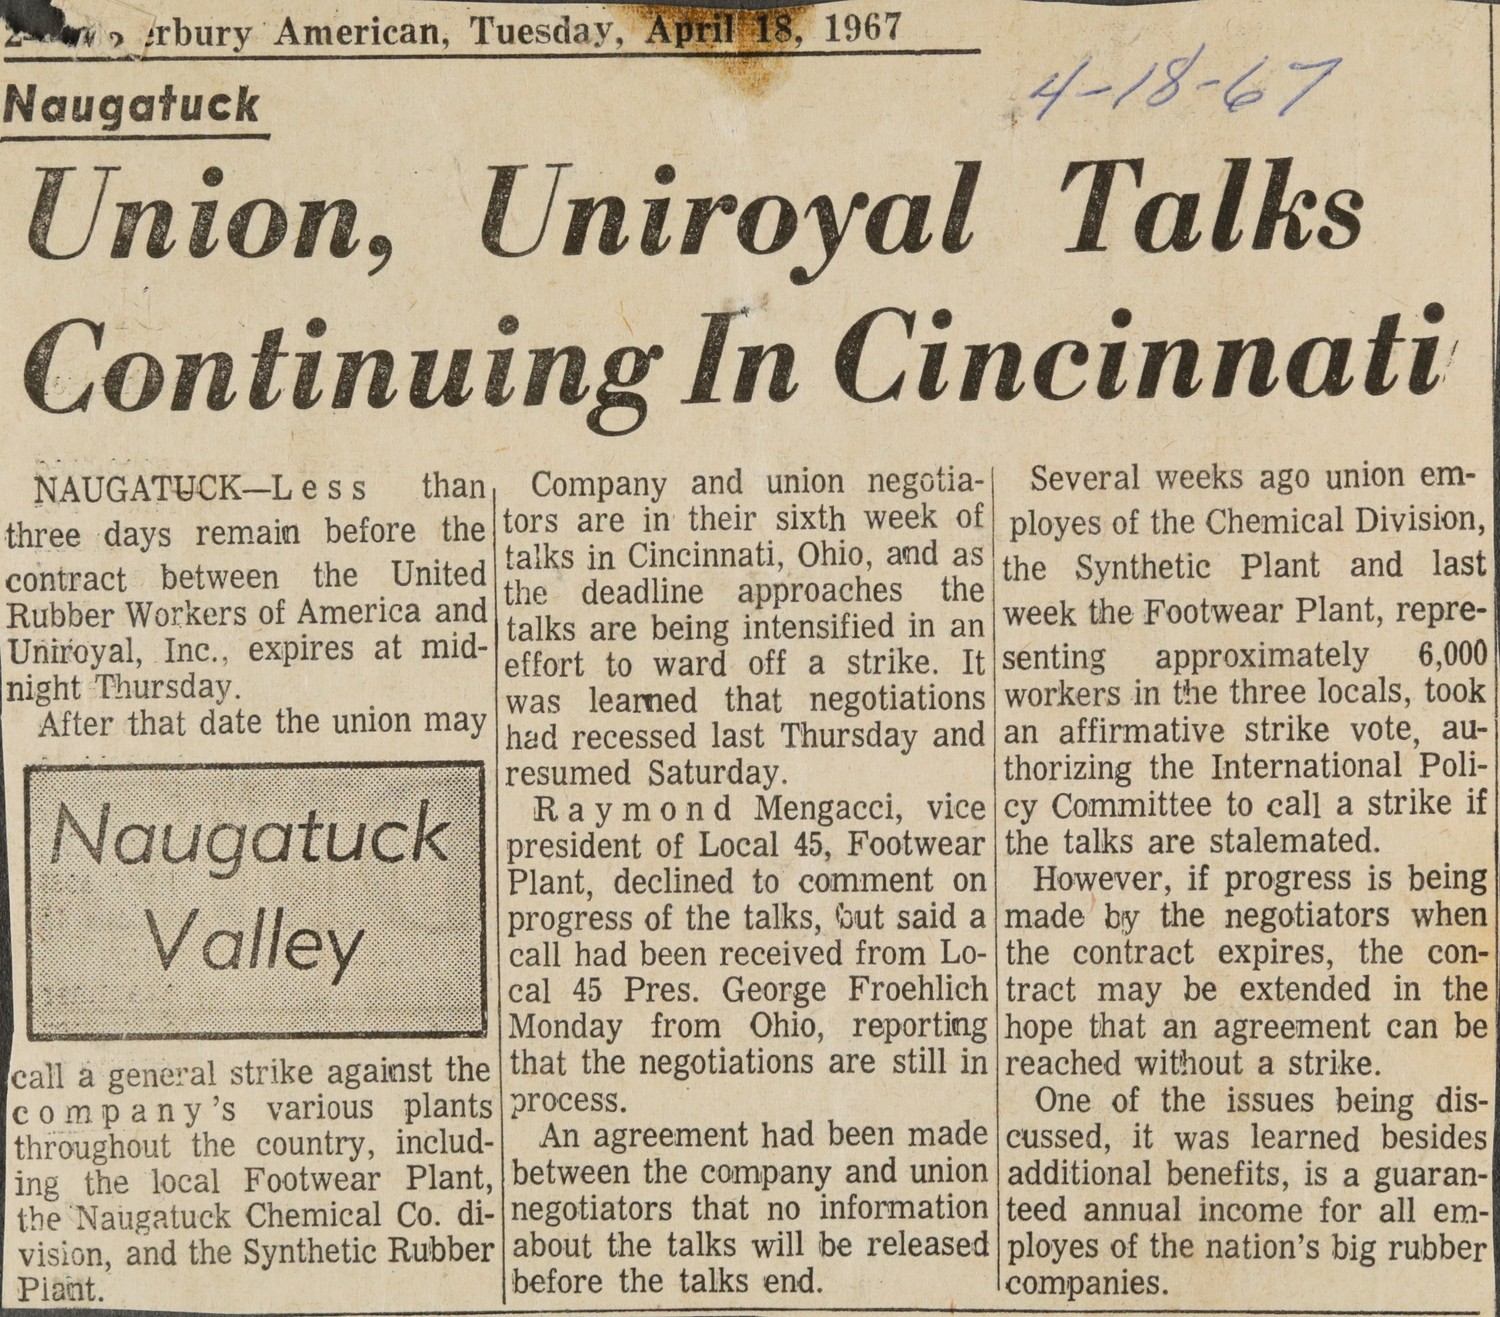 erbury American, Tuesday, April 18, 1967
4-18-67
Naugatuck
Union, Uniroyal Talks
Continuing In Cincinnati
NAUGATUCK—Less than
three days remain before the
contract between the United
Rubber Workers of America and
Uniroyal, Inc., expires at mid-
night Thursday.
After that date the union may
Naugatuck
Valley
call a general strike against the
company's various plants
throughout the country, includ-
ing the local Footwear Plant,
the Naugatuck Chemical Co. di-
vision, and the Synthetic Rubber
Plant.
Company and union negotia-
tors are in their sixth week of
talks in Cincinnati, Ohio, and as
the deadline approaches the
talks are being intensified in an
effort to ward off a strike. It
was learned that negotiations
had recessed last Thursday and
resumed Saturday.
Raymond Mengacci, vice
president of Local 45, Footwear
Plant, declined to comment on
progress of the talks, but said a
call had been received from Lo-
cal 45 Pres. George Froehlich
Monday from Ohio, reporting
that the negotiations are still in
process.
An agreement had been made
between the company and union
negotiators that no information
about the talks will be released
before the talks end.
Several weeks ago union em-
ployes of the Chemical Division,
the Synthetic Plant and last
week the Footwear Plant, repre-
senting approximately 6,000
workers in the three locals, took
an affirmative strike vote, au-
thorizing the International Poli-
cy Committee to call a strike if
the talks are stalemated.
However, if progress is being
made by the negotiators when
the contract expires, the con-
tract may be extended in the
hope that an agreement can be
reached without a strike.
One of the issues being dis-
cussed, it was learned besides
additional benefits, is a guaran-
teed annual income for all em-
ployes of the nation's big rubber
companies.